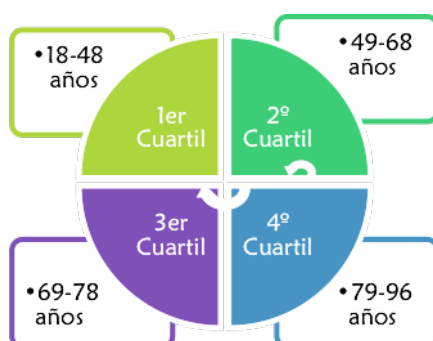 •18-48
años
•49-68
años
1er
Cuartil
2º
Cuartil
3er
Cuartil
4º
Cuartil
•69-78
años
•79-96
años